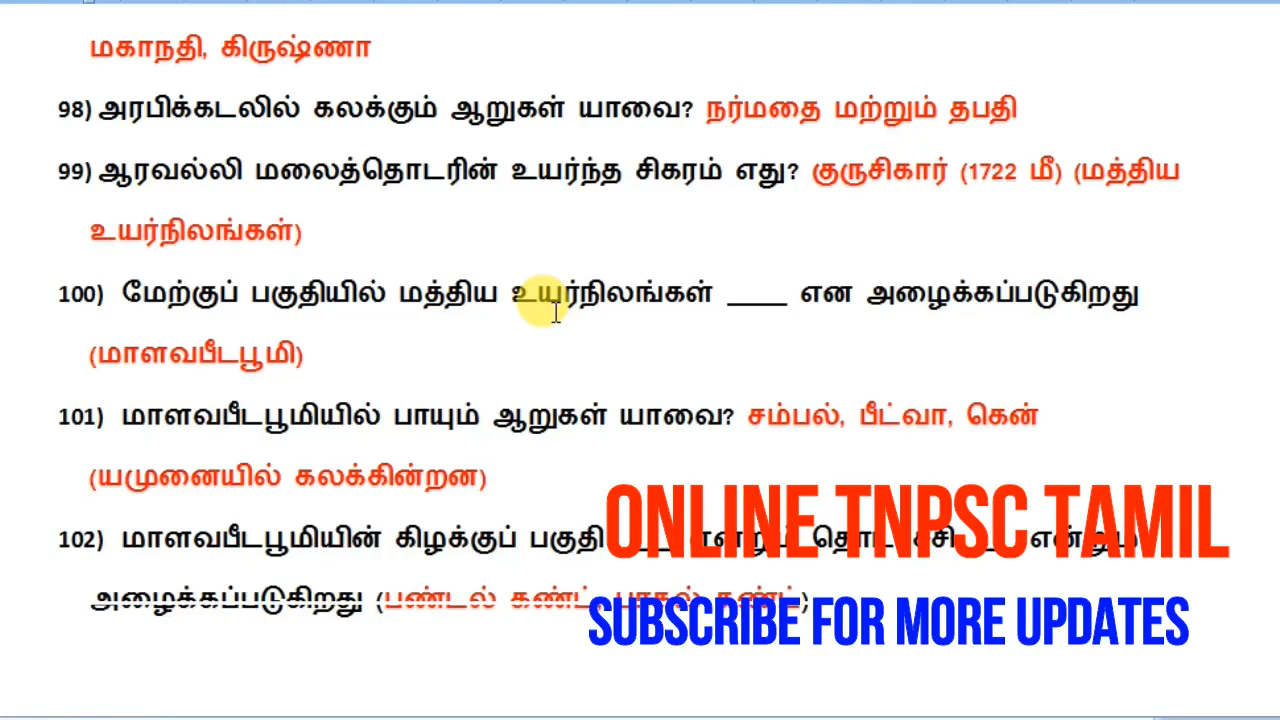 மகாநதி, கிருஷ்ணா
98) அரபிக்கடலில் கலக்கும் ஆறுகள் யாவை? நர்மதை மற்றும் தபதி
99) ஆரவல்லி மலைத்தொடரின் உயர்ந்த சிகரம் எது? குருசிகார் (1722 மீ) (மத்திய
உயர்நிலங்கள்)
100) மேற்குப் பகுதியில் மத்திய உயர்நிலங்கள் ____ என அழைக்கப்படுகிறது
(மாளவபீடபூமி)
101) மாளவபீடபூமியில் பாயும் ஆறுகள் யாவை? சம்பல், பீட்வா, கென்
(யமுனையில் கலக்கின்றன)
102) மாளவபீடபூமியின் கிழக்குப் பகுதி
ONLINE TNPSC TAMIL
அழைக்கப்படுகிறது (பண்டல் கண்ட்,
SUBSCRIBE FOR MORE UPDATES